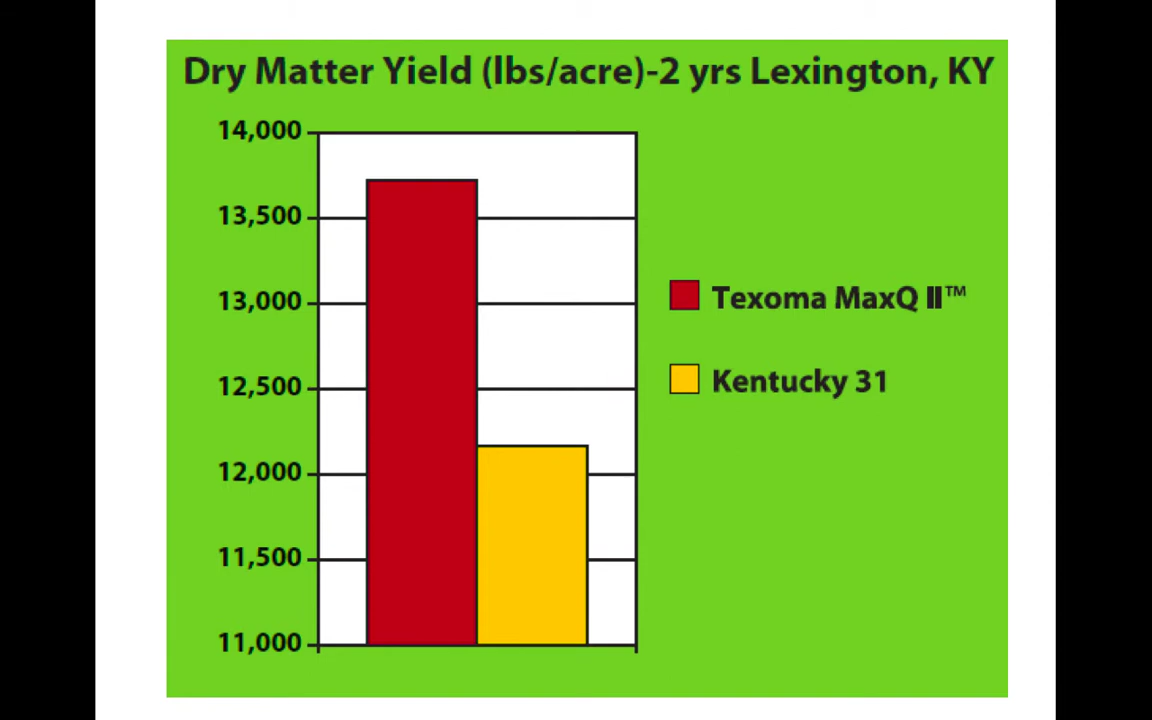 Dry Matter Yield (lbs/acre)-2 yrs Lexington, KY
14,000
13,500
13,000
12,500
12,000
11,500
11,000
Texoma MaxQ II™
Kentucky 31